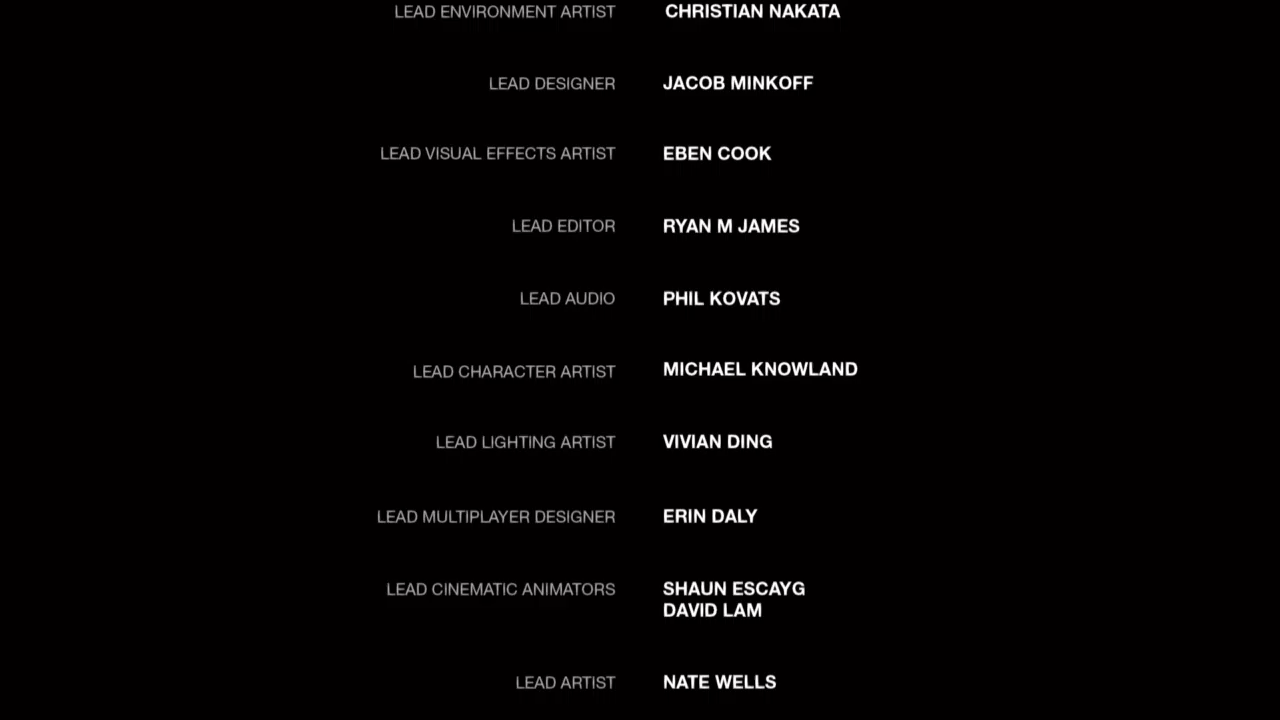 LEAD ENVIRONMENT ARTIST CHRISTIAN NAKATA
LEAD DESIGNER JACOB MINKOFF
LEAD VISUAL EFFECTS ARTIST EBEN COOK
LEAD EDITOR RYAN M JAMES
LEAD AUDIO PHIL KOVATS
LEAD CHARACTER ARTIST MICHAEL KNOWLAND
LEAD LIGHTING ARTIST VIVIAN DING
LEAD MULTIPLAYER DESIGNER ERIN DALY
LEAD CINEMATIC ANIMATORS SHAUN ESCAYG
DAVID LAM
LEAD ARTIST NATE WELLS